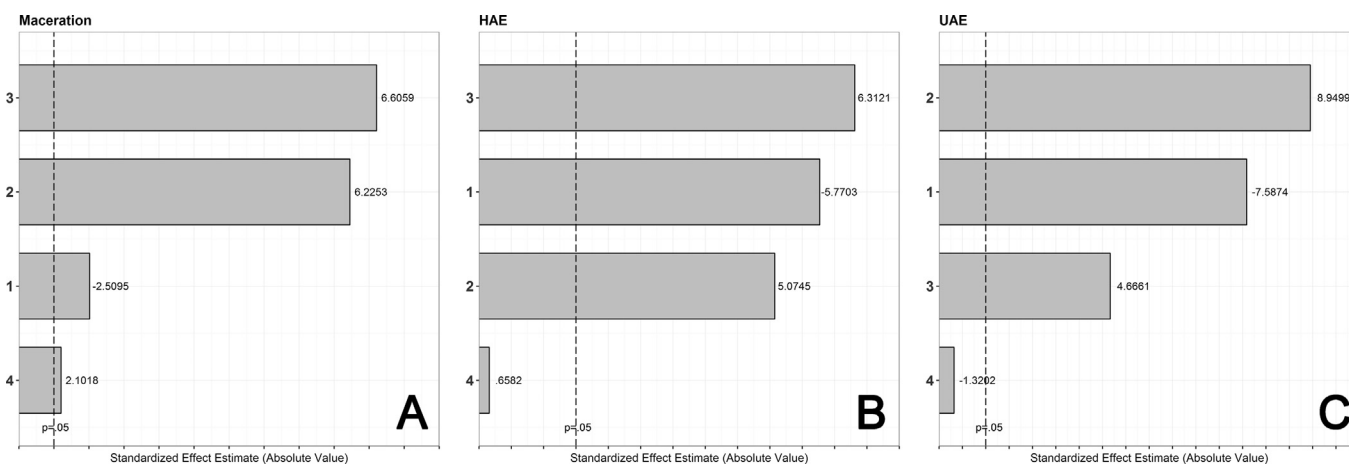 Maceration
3
6.6059
2
6.2253
1
-2.5095
4
2.1018
p=.05
A
Standardized Effect Estimate (Absolute Value)
HAE
3
6.3121
1
-5.7703
2
5.0745
4
.6582
p=.05
B
Standardized Effect Estimate (Absolute Value)
UAE
2
8.9499
1
-7.5874
3
4.6661
4
-1.3202
p=.05
C
Standardized Effect Estimate (Absolute Value)